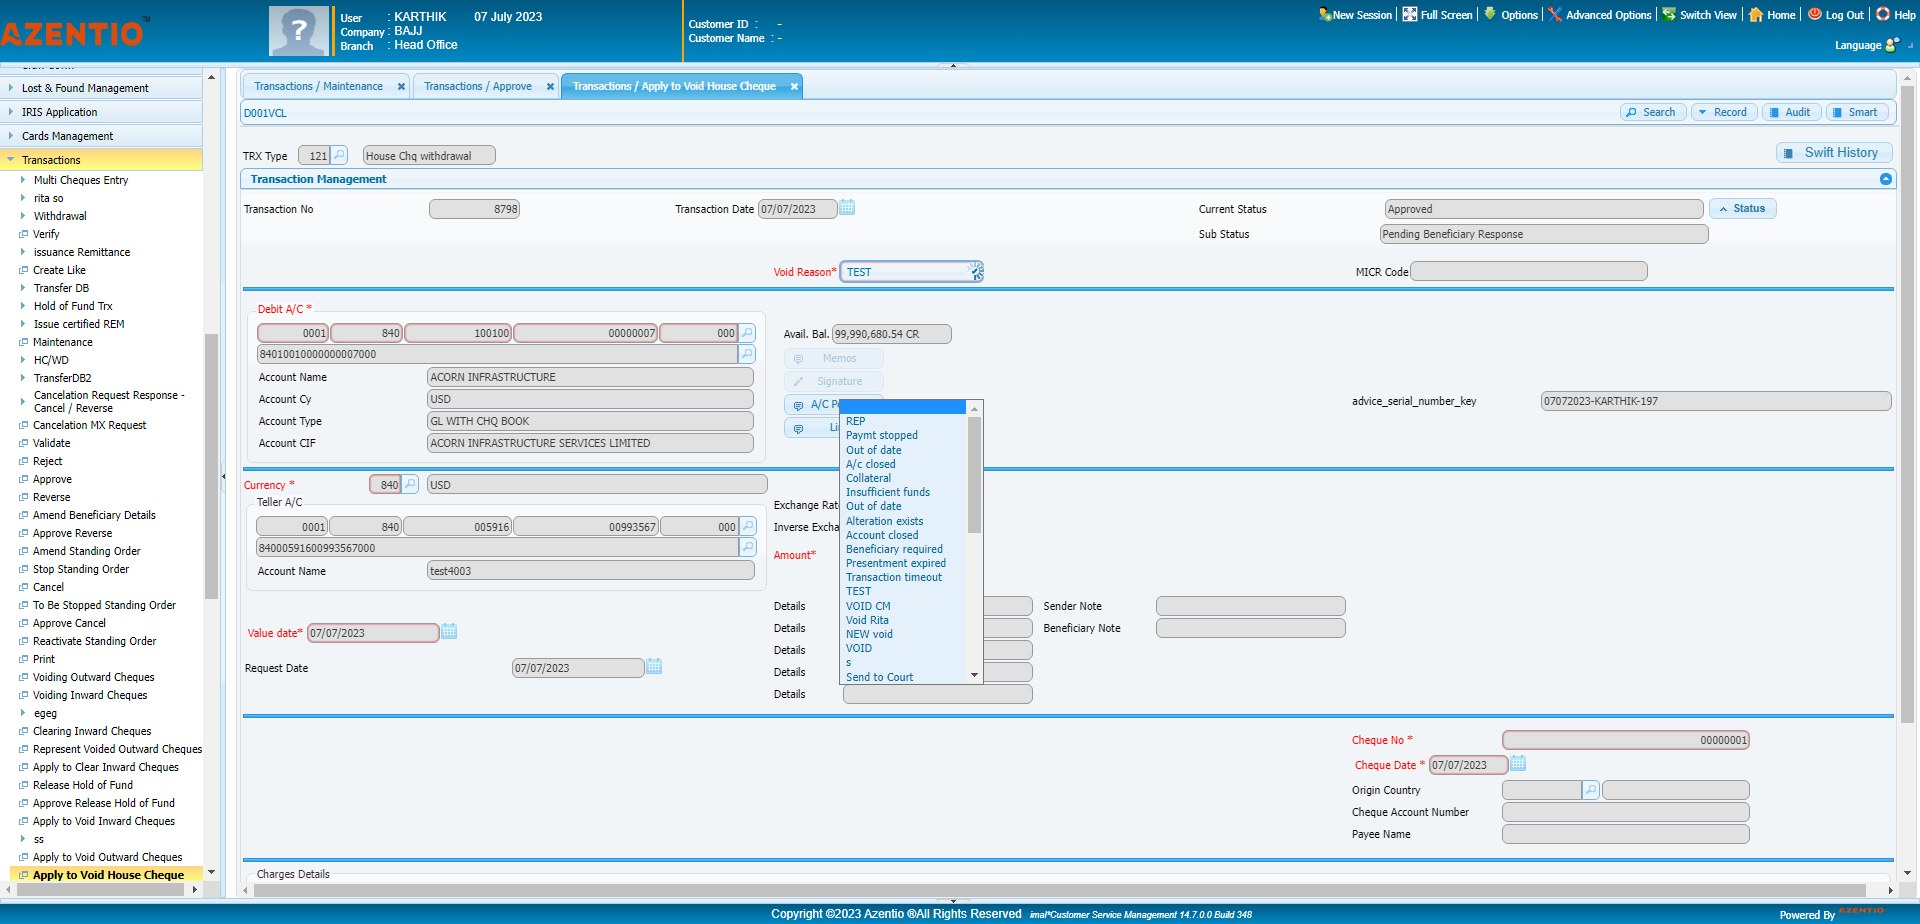 AZENTIO™
User : KARTHIK 07 July 2023
Company : BAJJ
Branch : Head Office
Customer ID : -
Customer Name : -
New Session Full Screen Options Advanced Options Switch View Home Log Out Help
Language
Lost & Found Management
IRIS Application
Cards Management
Transactions
Multi Cheques Entry
rita so
Withdrawal
Verify
issuance Remittance
Create Like
Transfer DB
Hold of Fund Trx
Issue certified REM
Maintenance
HC/WD
TransferDB2
Cancelation Request Response -
Cancel / Reverse
Cancelation MX Request
Validate
Reject
Approve
Reverse
Amend Beneficiary Details
Approve Reverse
Amend Standing Order
Stop Standing Order
Cancel
To Be Stopped Standing Order
Approve Cancel
Reactivate Standing Order
Print
Voiding Outward Cheques
Voiding Inward Cheques
egeg
Clearing Inward Cheques
Represent Voided Outward Cheques
Apply to Clear Inward Cheques
Release Hold of Fund
Approve Release Hold of Fund
Apply to Void Inward Cheques
ss
Apply to Void Outward Cheques
Apply to Void House Cheque
Transactions / Maintenance Transactions / Approve Transactions / Apply to Void House Cheque
D001VCL Search Record Audit Smart
TRX Type 121 House Chq withdrawal Swift History
Transaction Management
Transaction No 8798 Transaction Date 07/07/2023 Current Status Approved Status
Sub Status Pending Beneficiary Response
Void Reason* TEST MICR Code
Debit A/C *
0001 840 100100 00000007 000 Avail. Bal. 99,990,680.54 CR
84010010000000007000 Memos
Account Name ACORN INFRASTRUCTURE Signature
Account Cy USD A/C P advice_serial_number_key 07072023-KARTHIK-197
Account Type GL WITH CHQ BOOK Li
Account CIF ACORN INFRASTRUCTURE SERVICES LIMITED
REP
Paymt stopped
Out of date
A/c closed
Collateral
Insufficient funds
Out of date
Alteration exists
Account closed
Beneficiary required
Presentment expired
Transaction timeout
TEST
VOID CM
Void Rita
NEW void
VOID
s
Send to Court
Currency * 840 USD
Teller A/C Exchange Rat
0001 840 005916 00993567 000 Inverse Excha
84000591600993567000 Amount*
Account Name test4003
Details Sender Note
Details Beneficiary Note
Value date* 07/07/2023
Details
Request Date 07/07/2023
Details
Details
Cheque No * 00000001
Cheque Date * 07/07/2023
Origin Country
Cheque Account Number
Payee Name
Charges Details
Copyright ©2023 Azentio ®All Rights Reserved imal*Customer Service Management 14.7.0.0 Build 348
Powered By AZENTIO